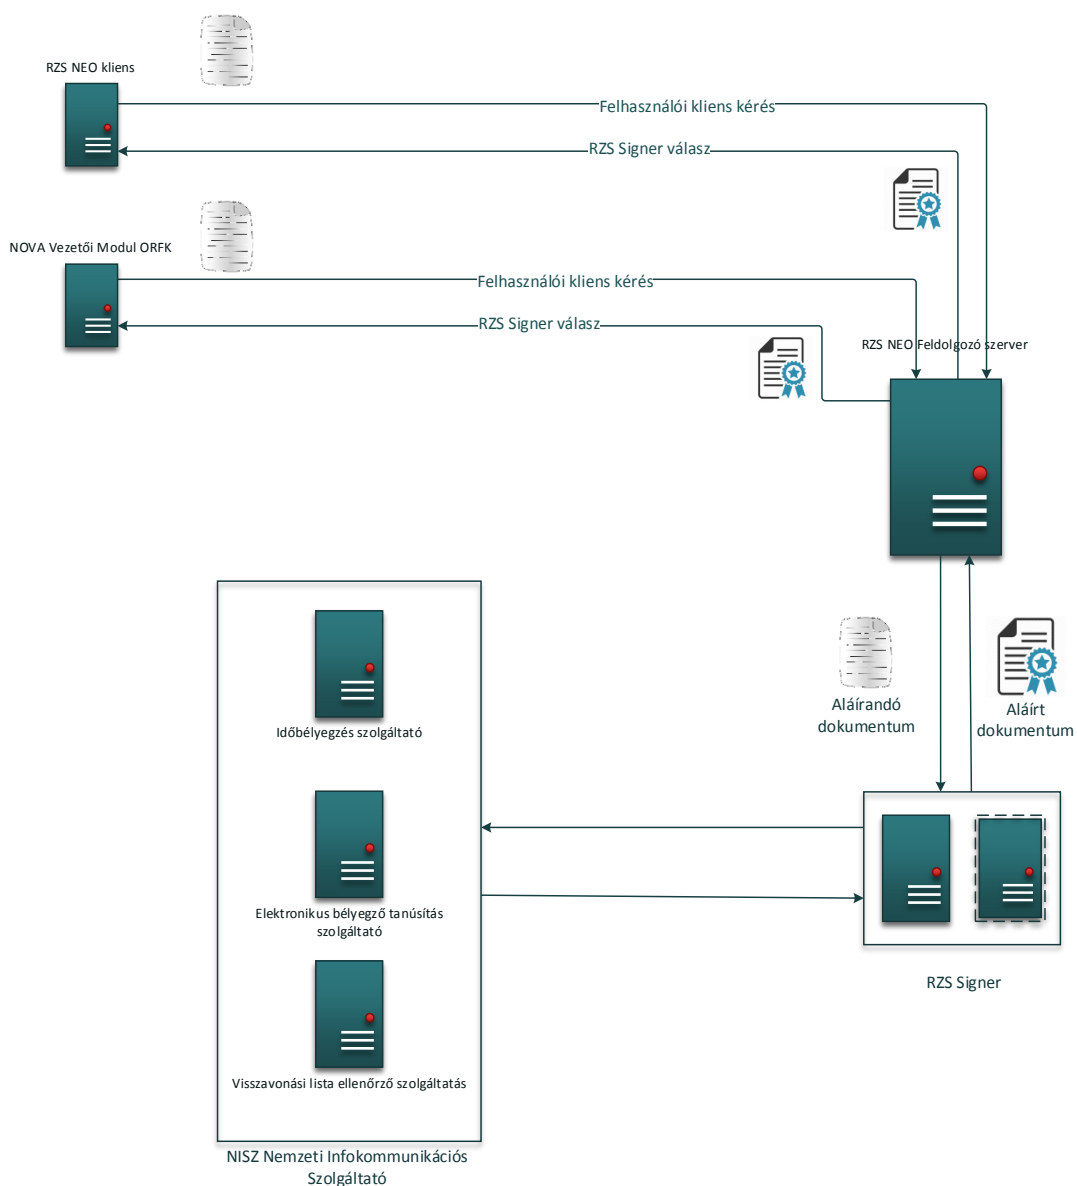 RZS NEO kliens
Felhasználói kliens kérés
RZS Signer válasz
NOVA Vezetői Modul ORFK
Felhasználói kliens kérés
RZS Signer válasz
RZS NEO Feldolgozó szerver
Aláírandó
dokumentum
Aláírt
dokumentum
Időbélyegzés szolgáltató
Elektronikus bélyegző tanúsítás
szolgáltató
RZS Signer
Visszavonási lista ellenőrző szolgáltatás
NISZ Nemzeti Infokommunikációs
Szolgáltató